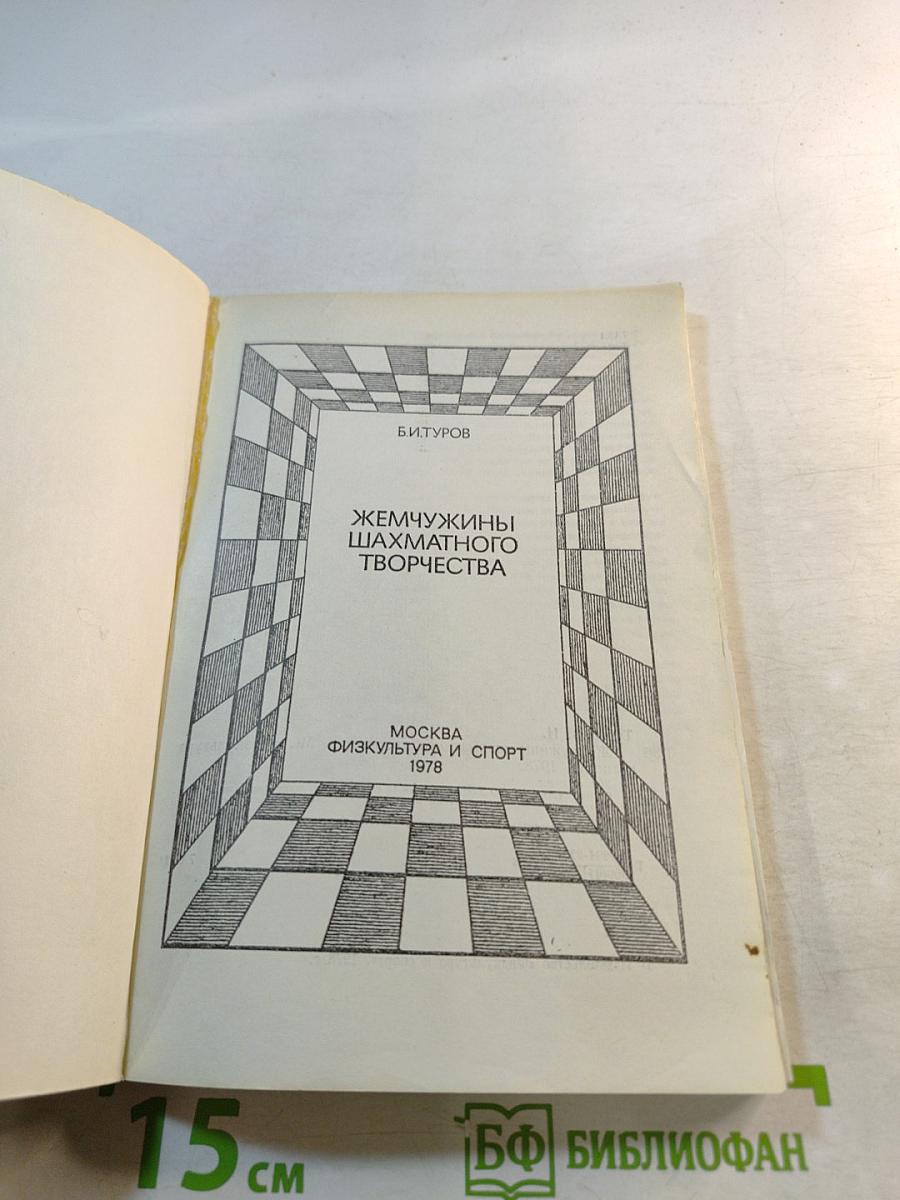 Б.И.ТУРОВ
ЖЕМЧУЖИНЫ
ШАХМАТНОГО
ТВОРЧЕСТВА
МОСКВА
ФИЗКУЛЬТУРА И СПОРТ
1978
15 см
БФ БИБЛИОФАН